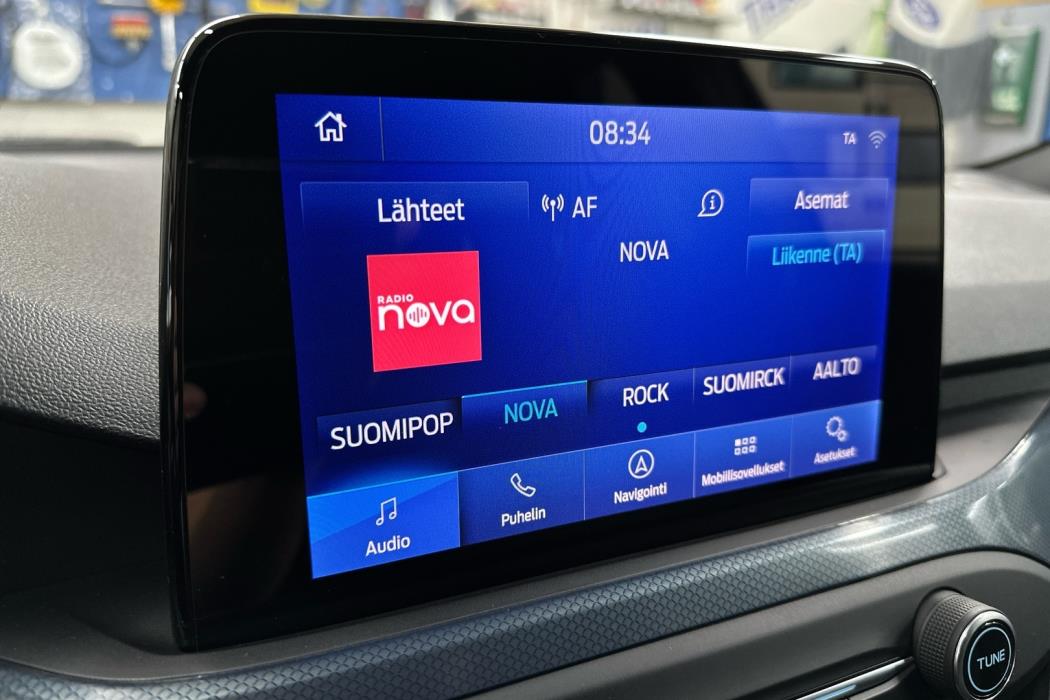 08:34
TA
Lähteet
AF
Asemat
NOVA
Liikenne (TA)
RADIO
nova
SUOMIPOP
NOVA
ROCK
SUOMIRCK
AALTO
Audio
Puhelin
Navigointi
Mobiilisovellukset
Asetukset
TUNE